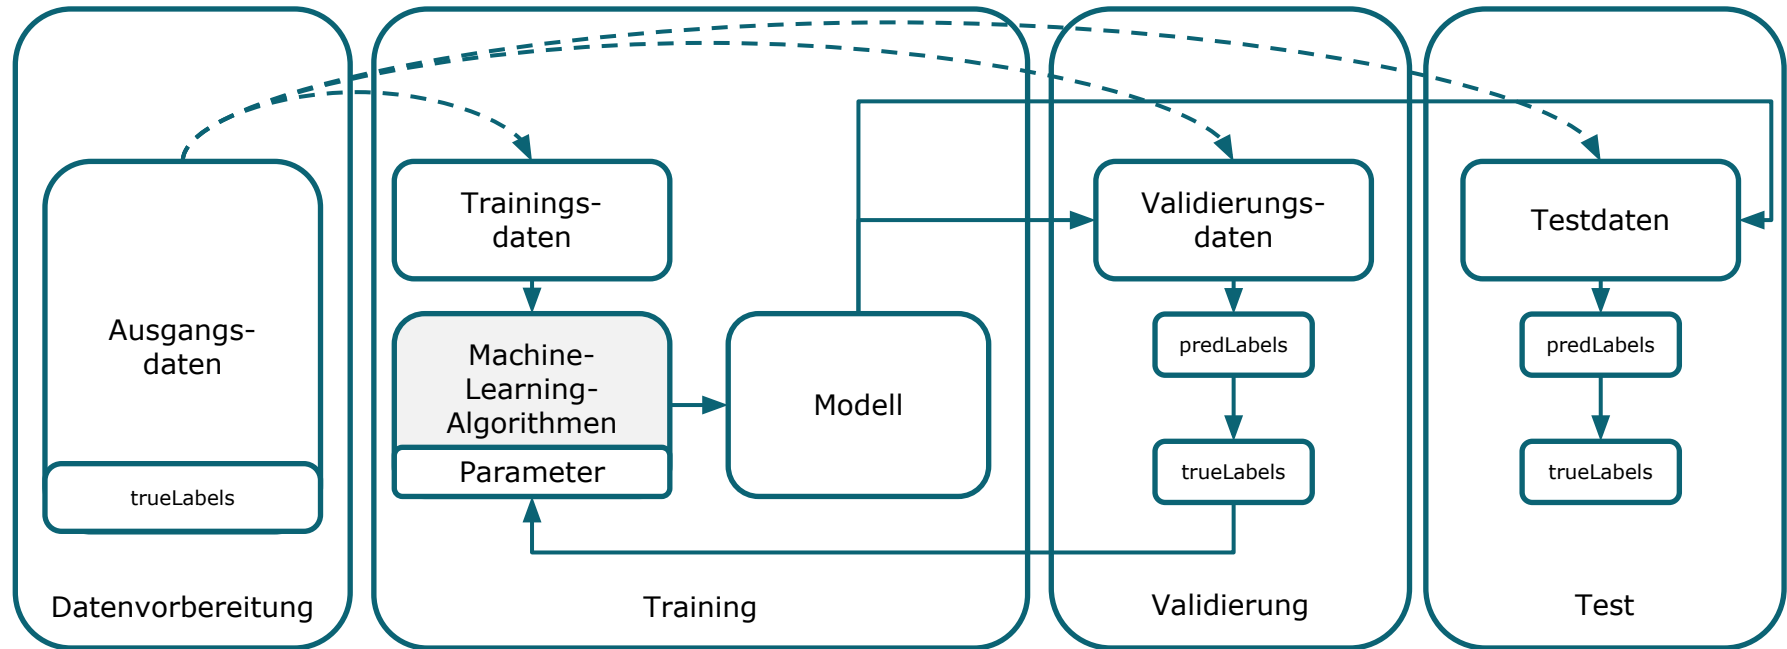 Ausgangs-
daten
trueLabels
Datenvorbereitung
Trainings-
daten
Machine-
Learning-
Algorithmen
Parameter
Modell
Training
Validierungs-
daten
predLabels
trueLabels
Validierung
Testdaten
predLabels
trueLabels
Test